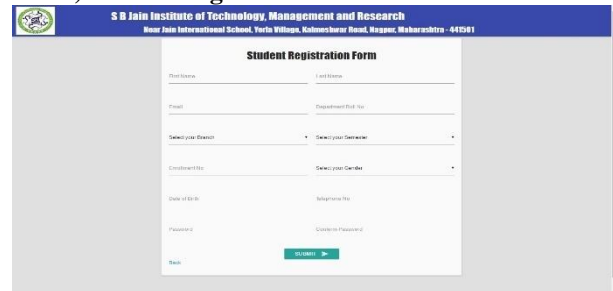 S B Jain Institute of Technology, Management and Research
Near Jain International School, Yerla Village, Kalmeshwar Road, Nagpur, Maharashtra - 441501
Student Registration Form
First Name Last Name
Email Department Roll No
Select your Branch Select your Semester
Enrollment No Select your Gender
Date of Birth Telephone No
Password Confirm Password
SUBMIT
Back